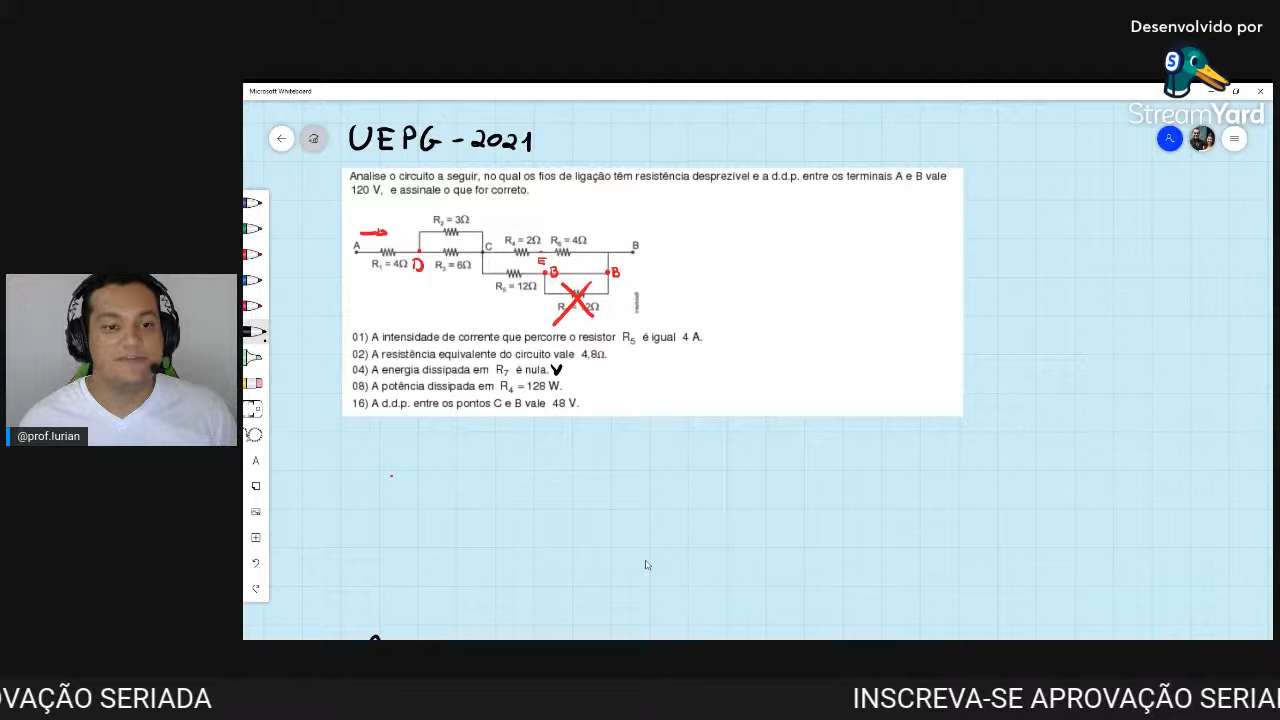 Desenvolvido por
S
StreamYard
Microsoft Whiteboard
UEPG - 2021
Analise o circuito a seguir, no qual os fios de ligação têm resistência desprezível e a d.d.p. entre os terminais A e B vale
120 V, e assinale o que for correto.
R2 = 3Ω
A
C
R4 = 2Ω
R6 = 4Ω
B
R1 = 4Ω
D
R3 = 6Ω
E
B
B
R5 = 12Ω
01) A intensidade de corrente que percorre o resistor R5 é igual 4 A.
02) A resistência equivalente do circuito vale 4,8Ω.
04) A energia dissipada em R7 é nula. V
08) A potência dissipada em R4 = 128 W.
16) A d.d.p. entre os pontos C e B vale 48 V.
@prof.lurian
A
OVAÇÃO SERIADA
INSCREVA-SE APROVAÇÃO SERIA